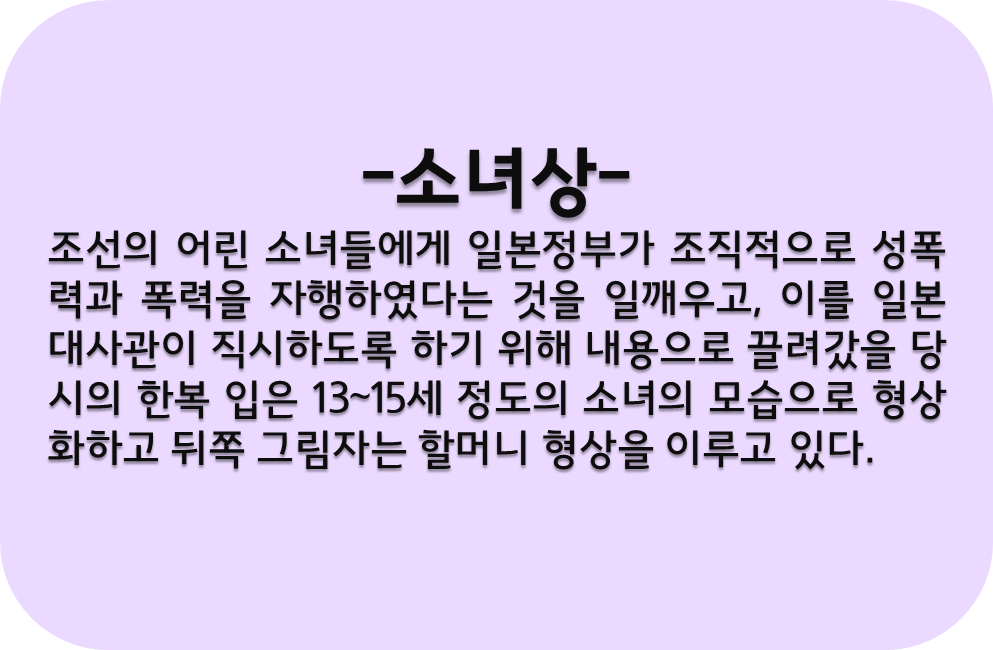 -소녀상-
조선의 어린 소녀들에게 일본정부가 조직적으로 성폭
력과 폭력을 자행하였다는 것을 일깨우고, 이를 일본
대사관이 직시하도록 하기 위해 내용으로 끌려갔을 당
시의 한복 입은 13~15세 정도의 소녀의 모습으로 형상
화하고 뒤쪽 그림자는 할머니 형상을 이루고 있다.